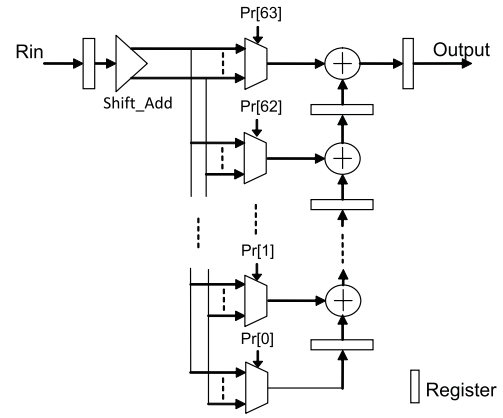 Pr[63]
Rin
Output
Shift_Add
Pr[62]
Pr[1]
Pr[0]
Register